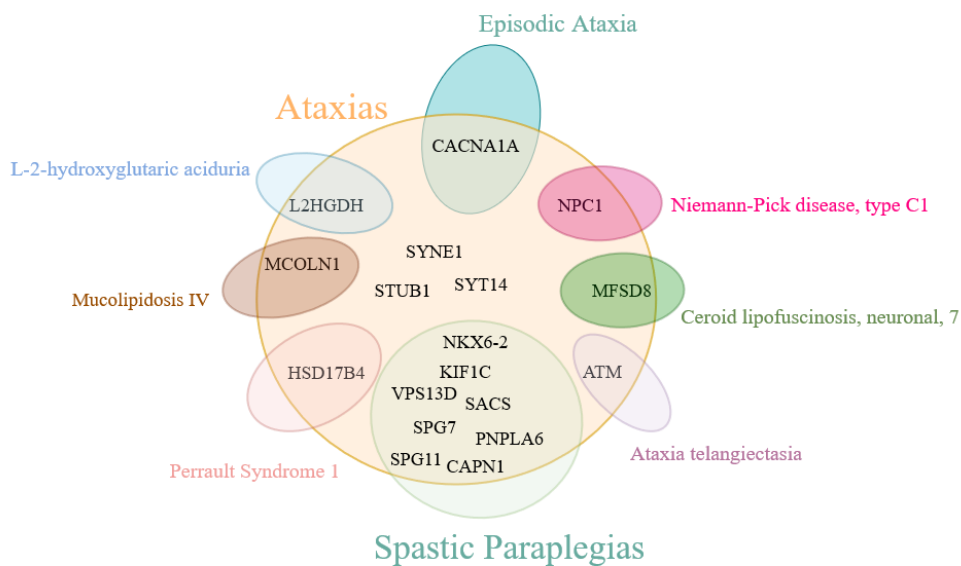 Episodic Ataxia
Ataxias
CACNA1A
L-2-hydroxyglutaric aciduria
L2HGDH
NPC1
Niemann-Pick disease, type C1
SYNE1
MCOLN1
STUB1
SYT14
MFSD8
Mucolipidosis IV
Ceroid lipofuscinosis, neuronal, 7
NKX6-2
HSD17B4
KIF1C
ATM
VPS13D
SACS
SPG7
PNPLA6
SPG11
CAPN1
Ataxia telangiectasia
Perrault Syndrome 1
Spastic Paraplegias